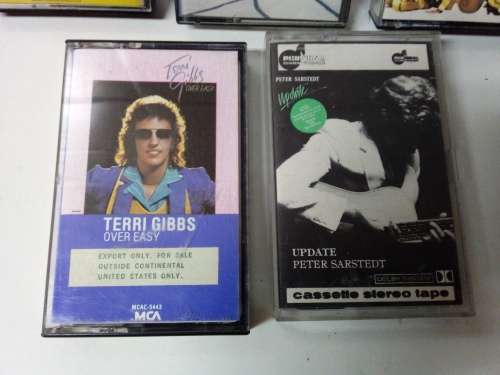 Terri
Gibbs
OVER EASY
TERRI GIBBS
OVER EASY
EXPORT ONLY. FOR SALE
OUTSIDE CONTINENTAL
UNITED STATES ONLY.
MCAC-5443
MCA
PETER SARSTEDT
Update
UPDATE
PETER SARSTEDT
cassette stereo tape